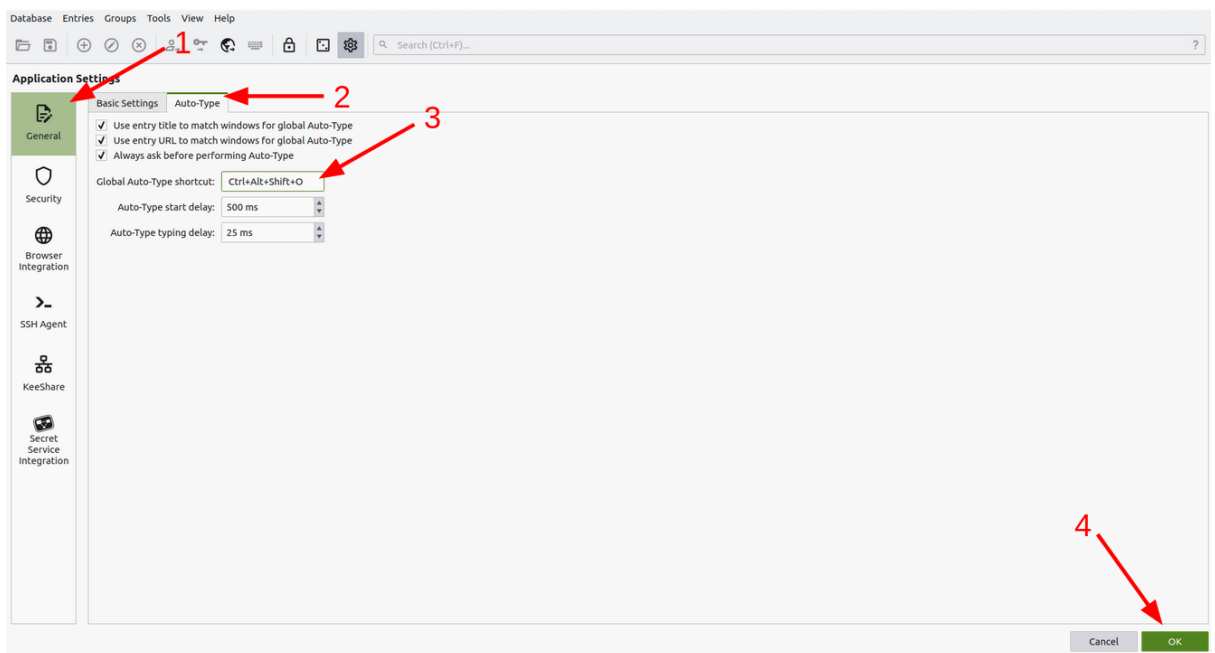 Database Entries Groups Tools View Help
1
Search (Ctrl+F)...
?
Application Settings
General
Security
Browser
Integration
SSH Agent
KeeShare
Secret
Service
Integration
Basic Settings Auto-Type
2
3
Use entry title to match windows for global Auto-Type
Use entry URL to match windows for global Auto-Type
Always ask before performing Auto-Type
Global Auto-Type shortcut: Ctrl+Alt+Shift+O
Auto-Type start delay: 500 ms
Auto-Type typing delay: 25 ms
4
Cancel OK